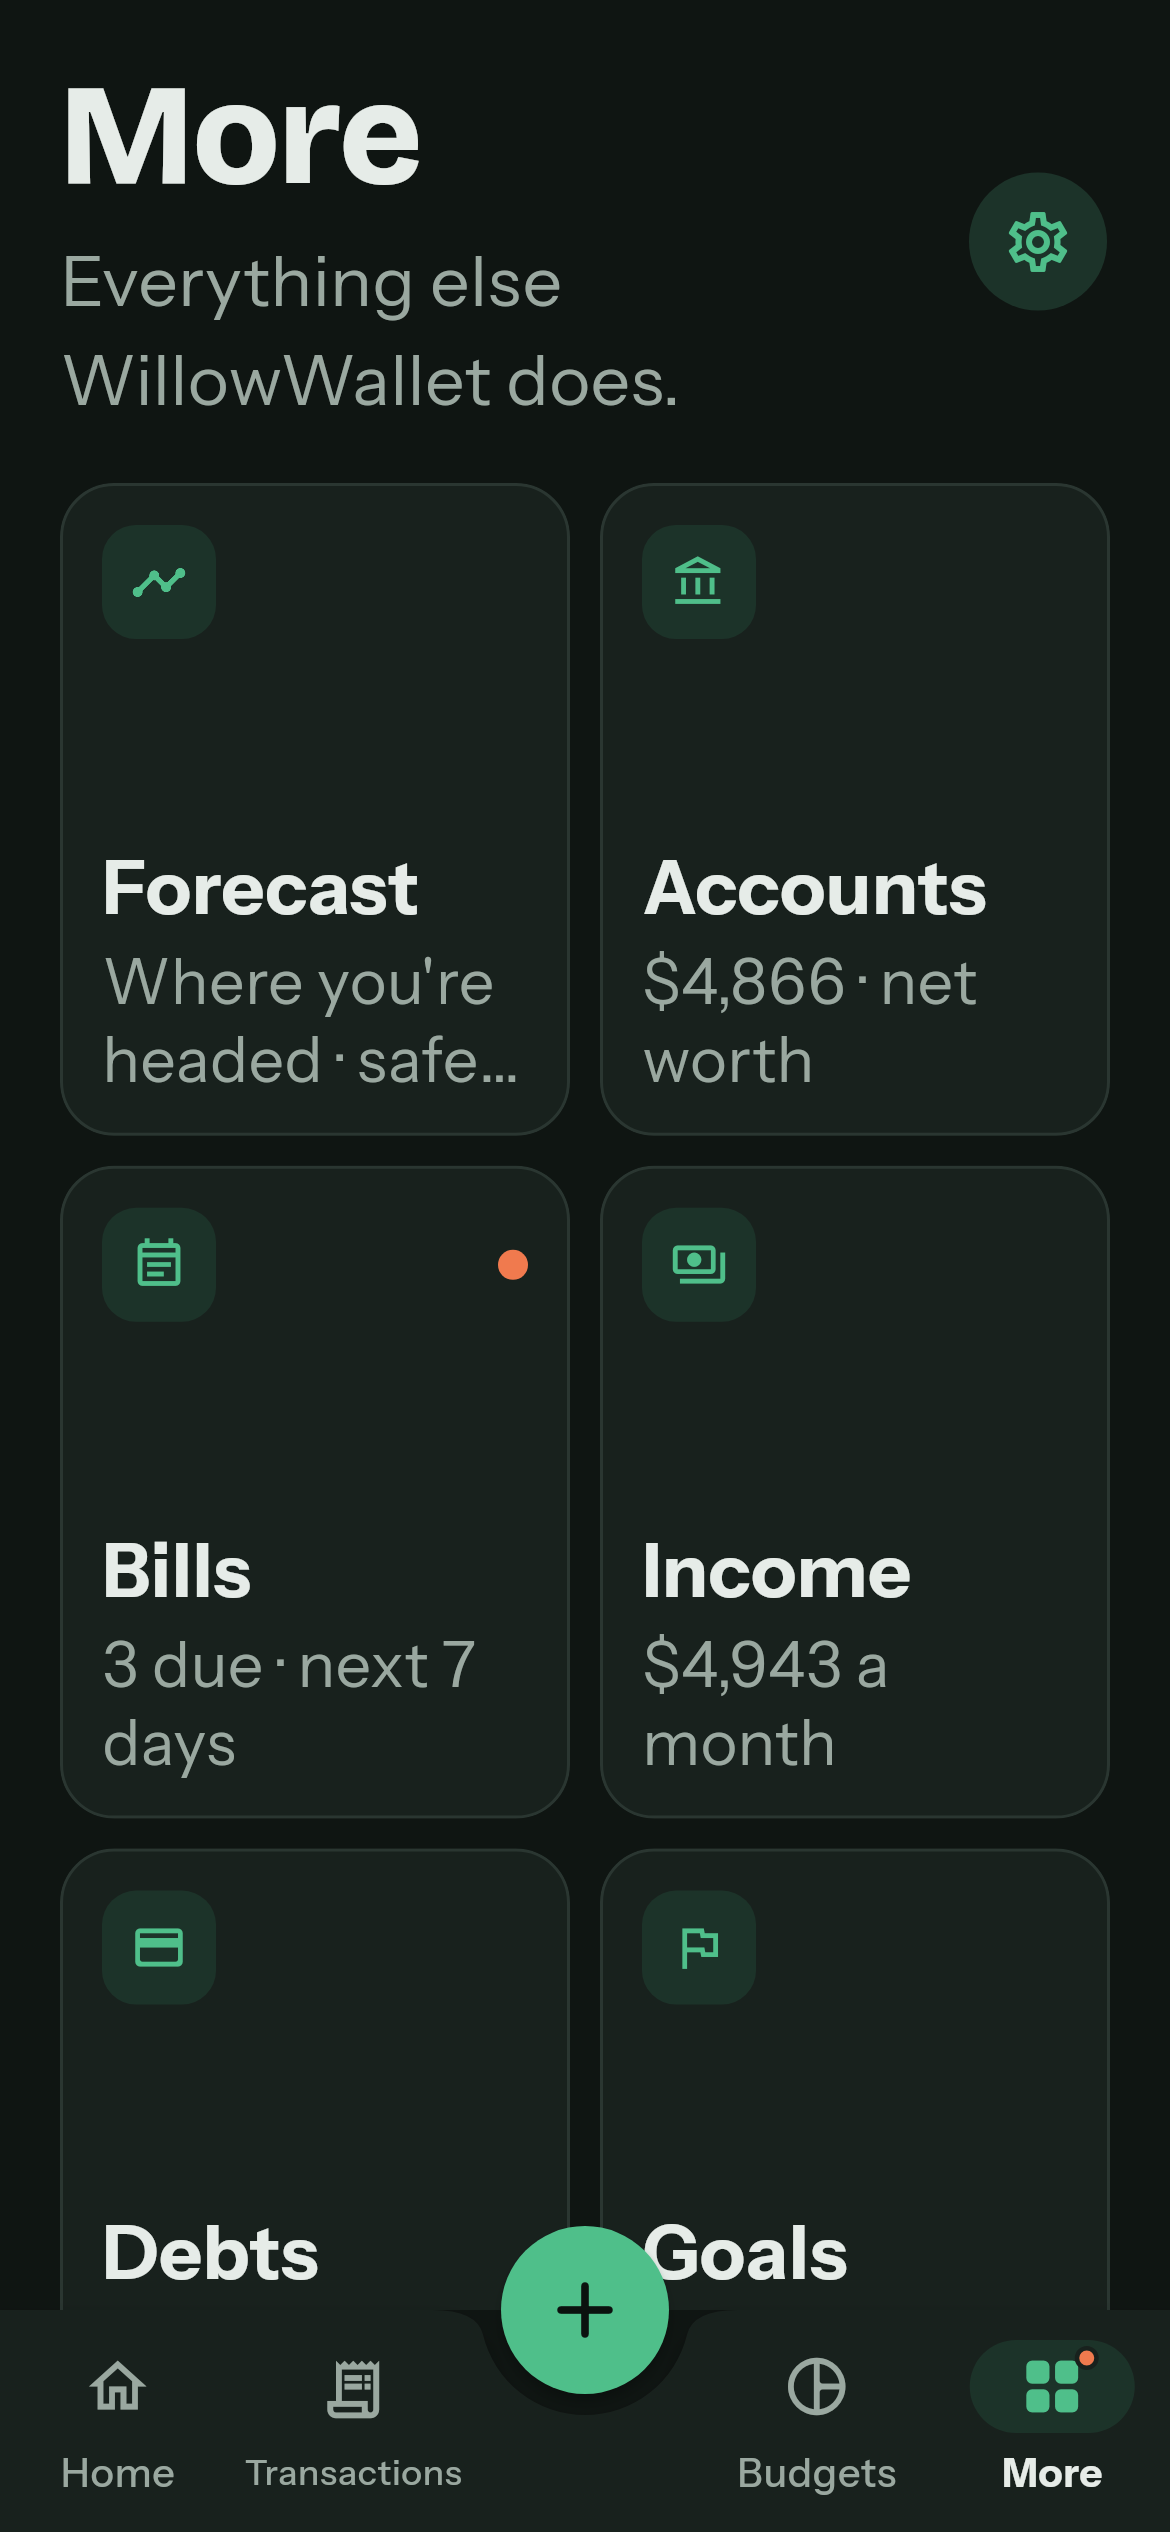 More
Everything else
WillowWallet does.
Forecast
Where you're
headed · safe...
Accounts
$4,866 · net
worth
Bills
3 due · next 7
days
Income
$4,943 a
month
Debts
Goals
Home
Transactions
Budgets
More